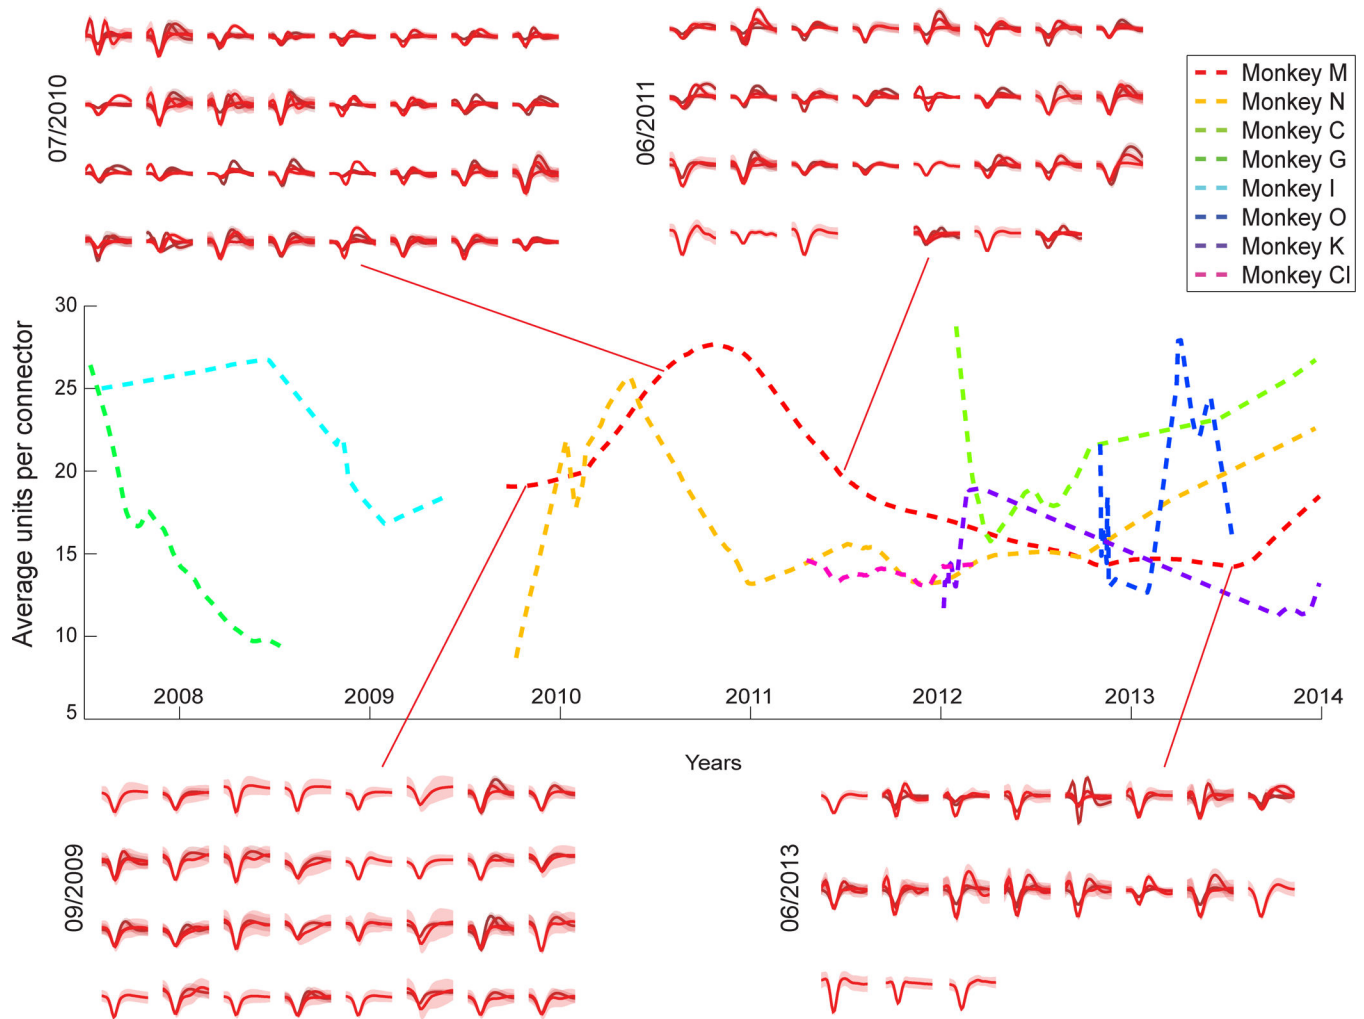 07/2010
06/2011
Monkey M
Monkey N
Monkey C
Monkey G
Monkey I
Monkey O
Monkey K
Monkey Cl
Average units per connector
30
25
20
15
10
5
2008 2009 2010 2011 2012 2013 2014
Years
09/2009
06/2013